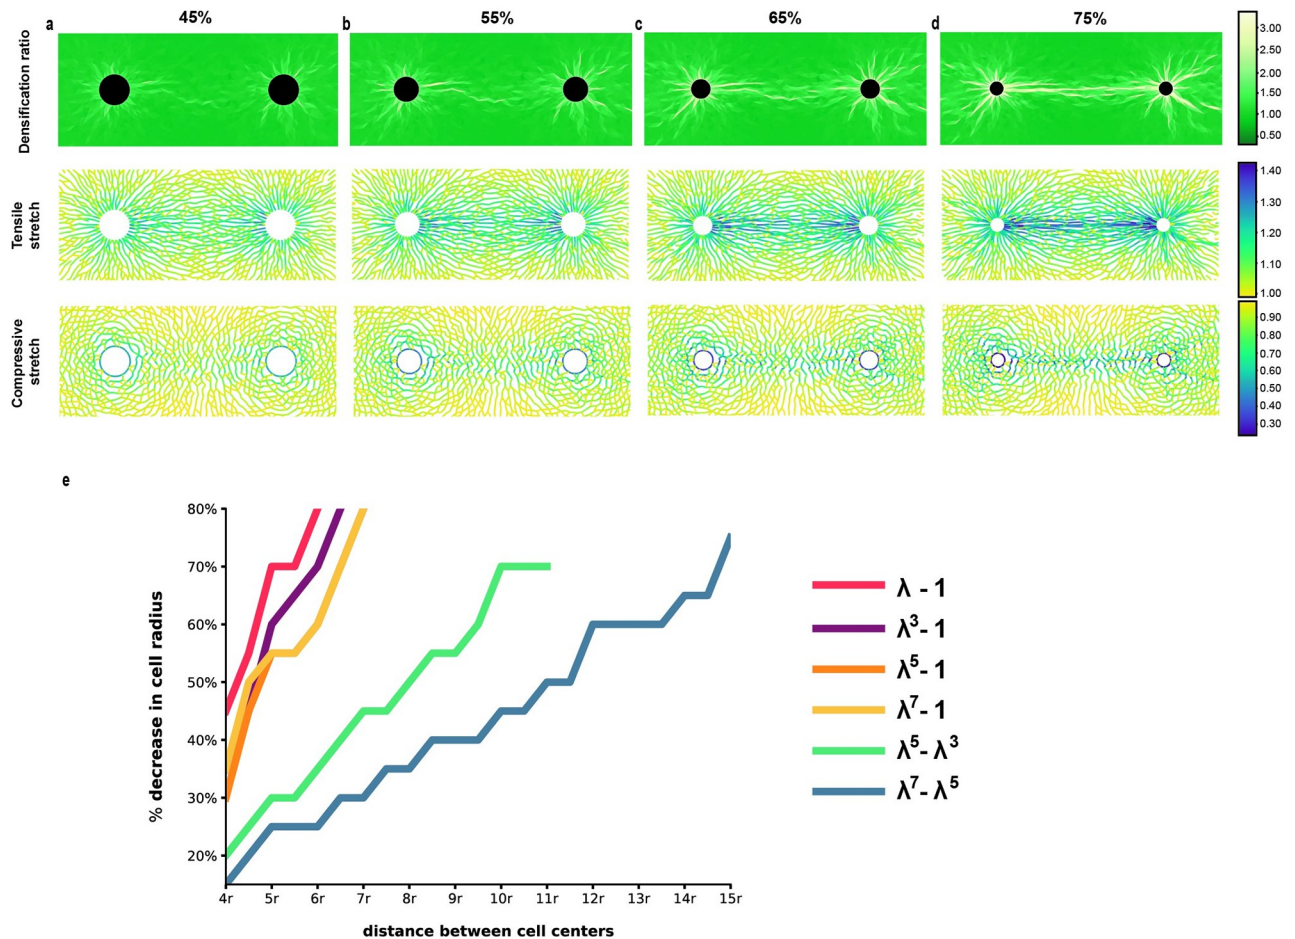 a 45% b 55% c 65% d 75%
Densification ratio
3.00
2.50
2.00
1.50
1.00
0.50
Tensile
stretch
1.40
1.30
1.20
1.10
1.00
Compressive
stretch
0.90
0.80
0.70
0.60
0.50
0.40
0.30
e
% decrease in cell radius
80%
70%
60%
50%
40%
30%
20%
4r 5r 6r 7r 8r 9r 10r 11r 12r 13r 14r 15r
distance between cell centers
λ - 1
λ³ - 1
λ⁵ - 1
λ⁷ - 1
λ⁵ - λ³
λ⁷ - λ⁵